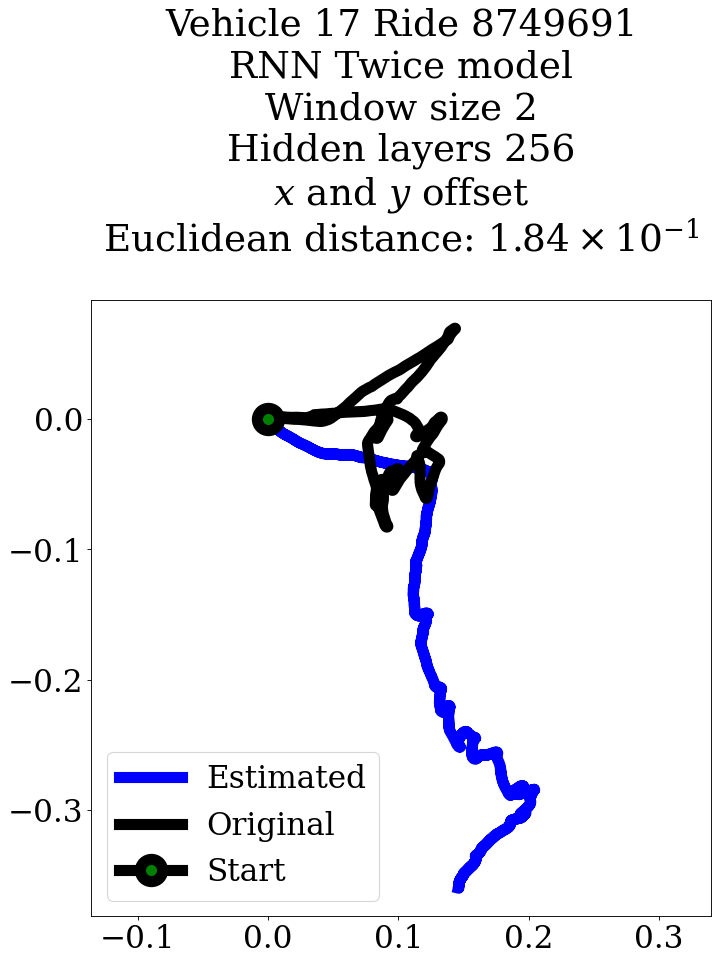 Vehicle 17 Ride 8749691
RNN Twice model
Window size 2
Hidden layers 256
x and y offset
Euclidean distance: 1.84 × 10⁻¹
0.0
−0.1
−0.2
−0.3
Estimated
Original
Start
−0.1 0.0 0.1 0.2 0.3